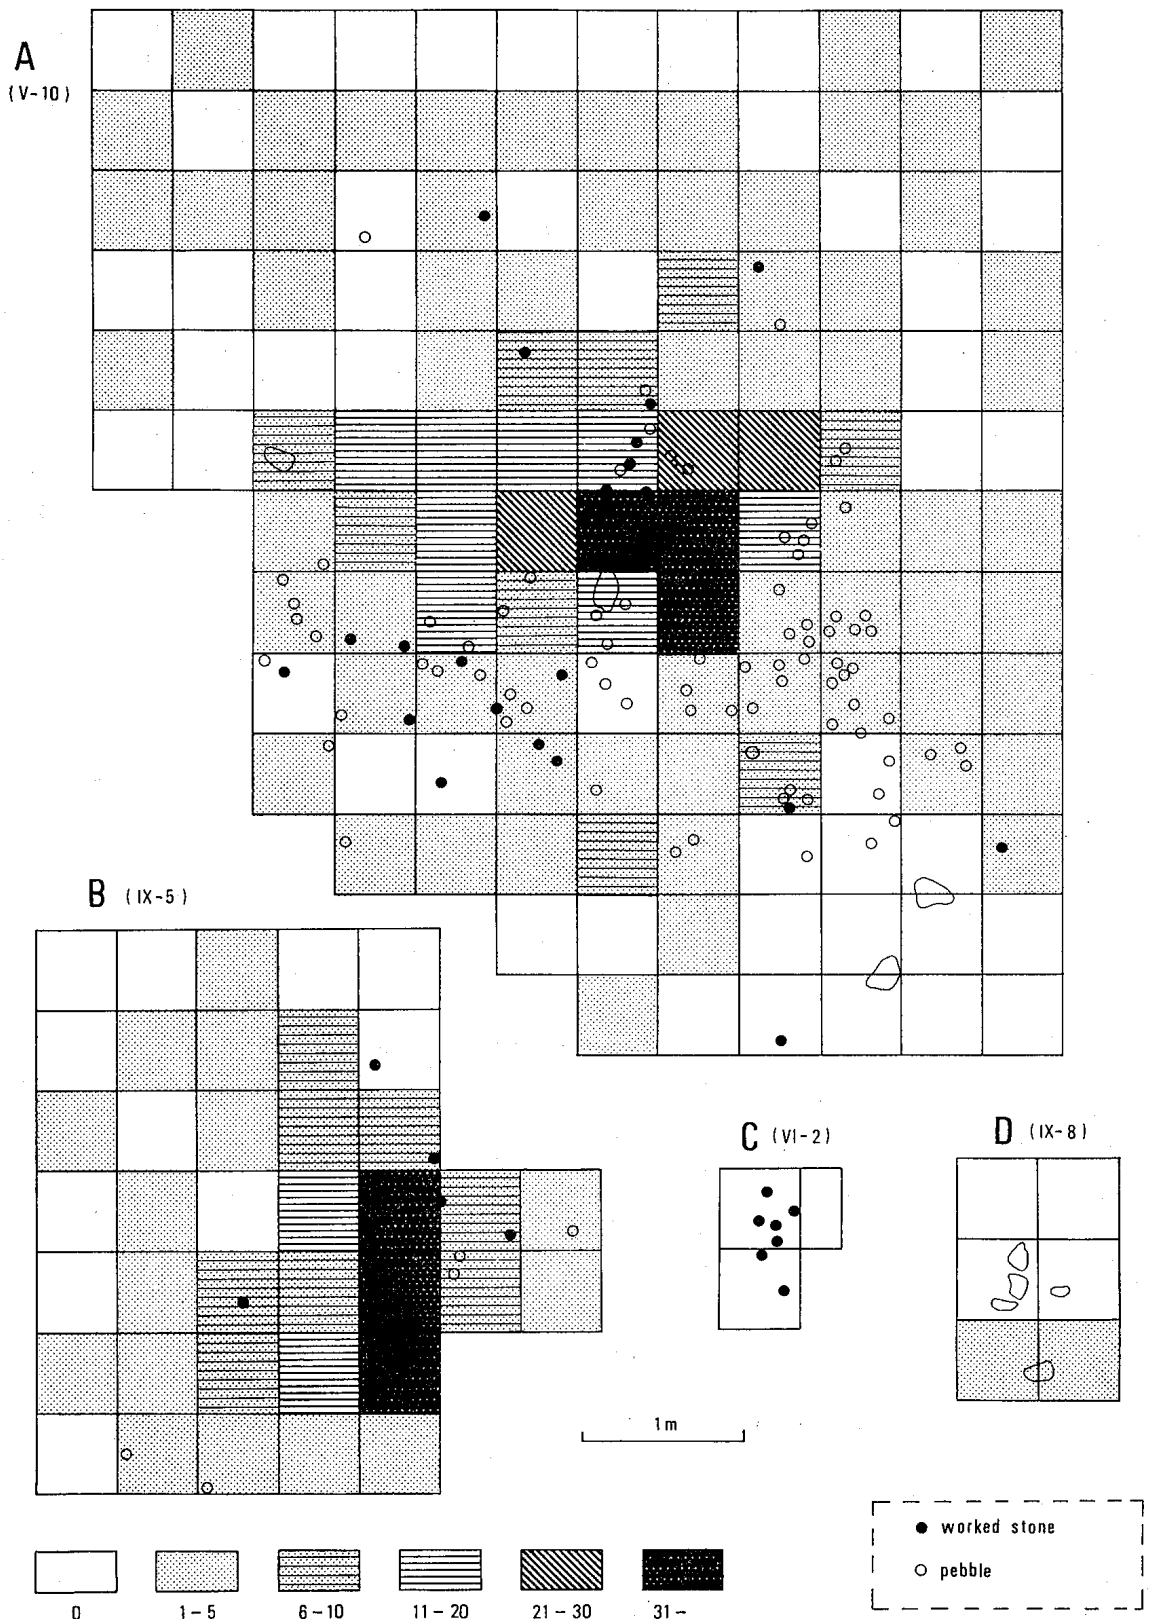 A
(V-10)
B (IX-5)
C (VI-2)
D (IX-8)
1m
worked stone
pebble
0 1-5 6-10 11-20 21-30 31-